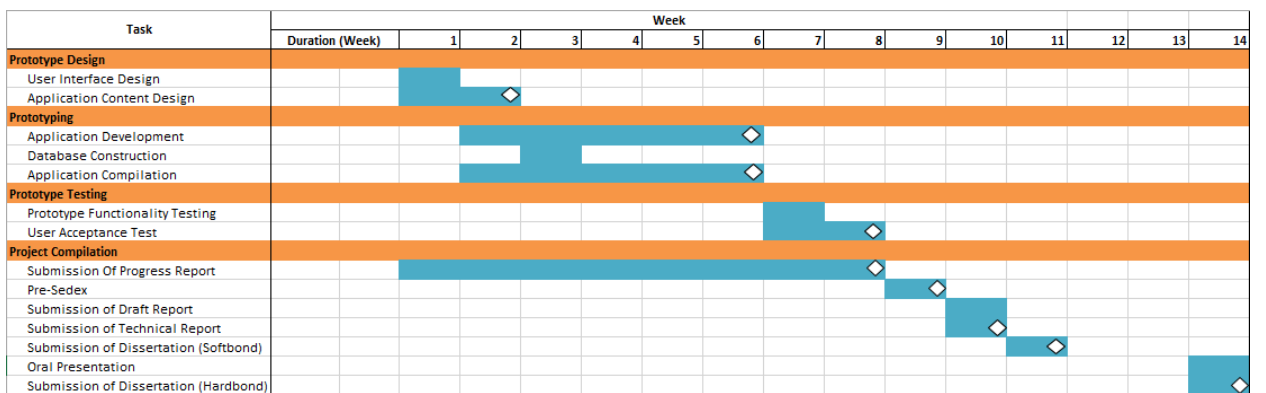 Task
Week
Duration (Week) 1 2 3 4 5 6 7 8 9 10 11 12 13 14
Prototype Design
User Interface Design
Application Content Design
Prototyping
Application Development
Database Construction
Application Compilation
Prototype Testing
Prototype Functionality Testing
User Acceptance Test
Project Compilation
Submission Of Progress Report
Pre-Sedex
Submission of Draft Report
Submission of Technical Report
Submission of Dissertation (Softbond)
Oral Presentation
Submission of Dissertation (Hardbond)